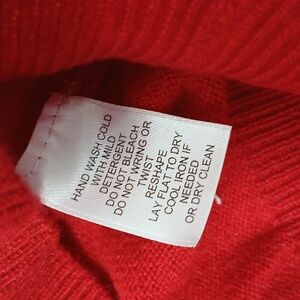 HAND WASH COLD
WITH MILD
DETERGENT
DO NOT BLEACH
DO NOT WRING OR
TWIST
RESHAPE
LAY FLAT TO DRY
COOL IRON IF
NEEDED
OR DRY CLEAN